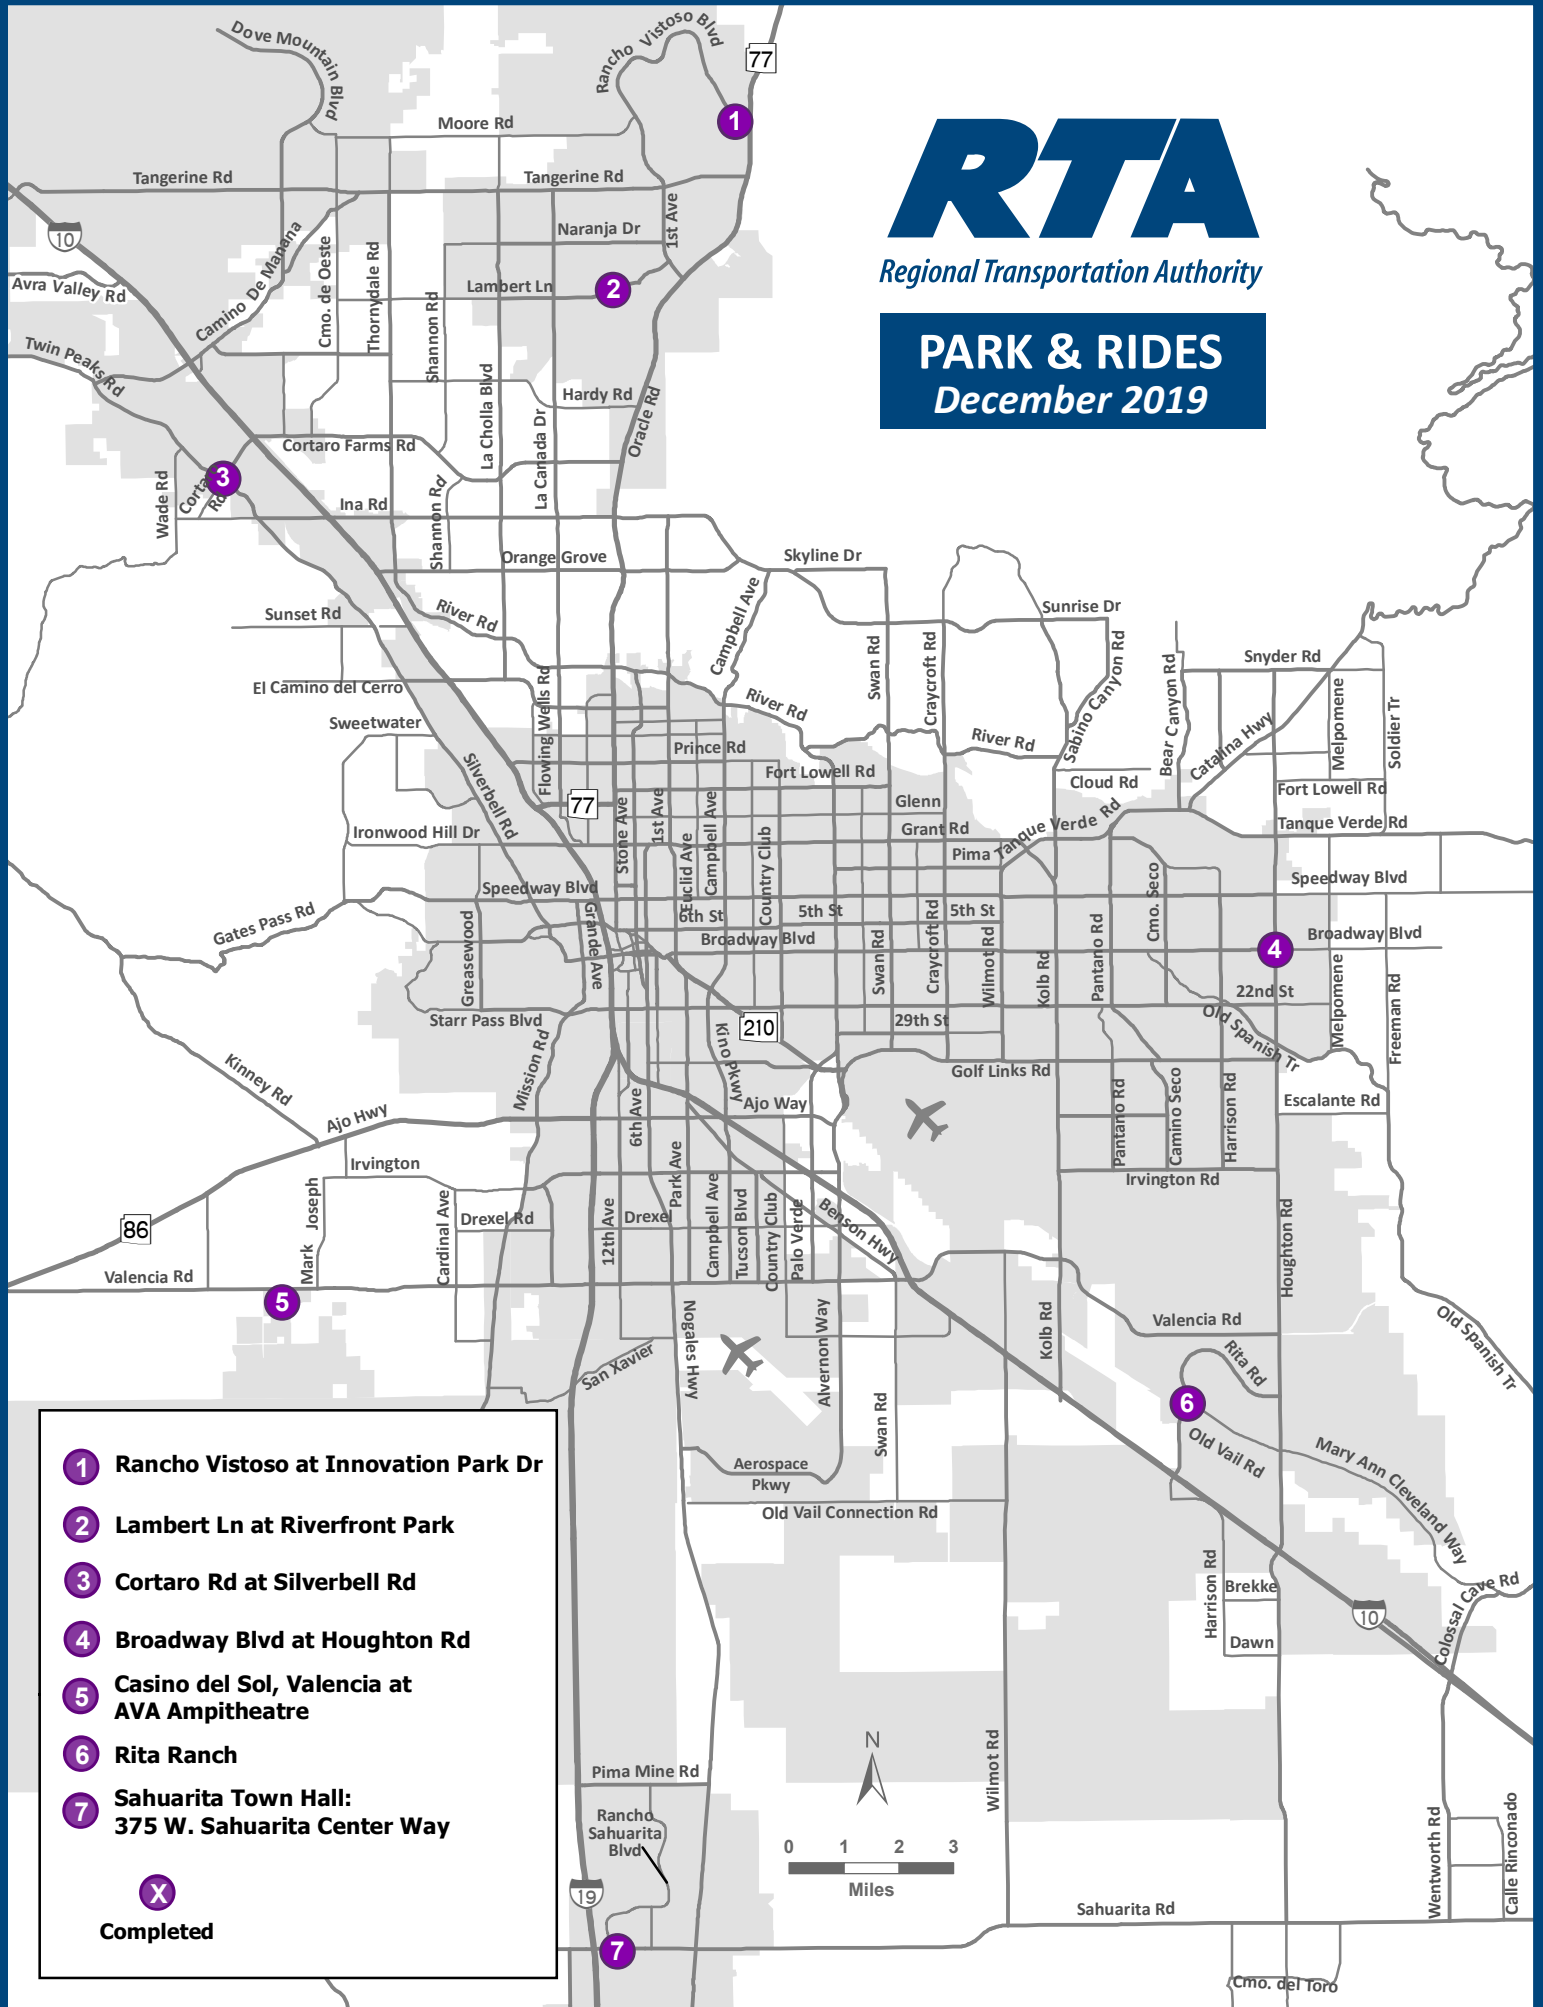 Dove Mountain Blvd
Rancho Vistoso Blvd
77
1
Moore Rd
Tangerine Rd
Tangerine Rd
RTA
Regional Transportation Authority
PARK & RIDES
December 2019
10
Naranja Dr
1st Ave
Camino De Manana
Cmo. de Oeste
Thornydale Rd
Avra Valley Rd
Lambert Ln
2
Shannon Rd
Twin Peaks Rd
La Cholla Blvd
Hardy Rd
Oracle Rd
La Canada Dr
Cortaro Farms Rd
3
Wade Rd
Rd
Ina Rd
Shannon Rd
Orange Grove
Skyline Dr
Campbell Ave
Sunset Rd
River Rd
Sunrise Dr
Swan Rd
Craycroft Rd
Sabino Canyon Rd
Bear Canyon Rd
Snyder Rd
Melpomene
Soldier Tr
El Camino del Cerro
Flowing Wells Rd
River Rd
Sweetwater
River Rd
Catalina Hwy
Prince Rd
Silverbell Rd
Fort Lowell Rd
Cloud Rd
Fort Lowell Rd
77
Glenn
Stone Ave
1st Ave
Campbell Ave
Ironwood Hill Dr
Grant Rd
Tanque Verde Rd
Tanque Verde Rd
Euclid Ave
Country Club
Pima
Speedway Blvd
Cmo. Seco
Speedway Blvd
Gates Pass Rd
Greasewood
Grande Ave
6th St
5th St
Craycroft Rd
5th St
Pantano Rd
Broadway Blvd
Swan Rd
Wilmot Rd
Kolb Rd
4
Broadway Blvd
Melpomene
Freeman Rd
22nd St
Starr Pass Blvd
210
29th St
Old Spanish Tr
Mission Rd
Kino Pkwy
Kinney Rd
Golf Links Rd
Ajo Hwy
6th Ave
Ajo Way
Pantano Rd
Camino Seco
Harrison Rd
Escalante Rd
Irvington
Park Ave
Irvington Rd
Mark Joseph
Cardinal Ave
86
Drexel Rd
12th Ave
Drexel
Campbell Ave
Tucson Blvd
Country Club
Palo Verde
Benson Hwy
Houghton Rd
Valencia Rd
5
Nogales Hwy
Alvernon Way
Kolb Rd
Valencia Rd
Old Spanish Tr
San Xavier
Rita Rd
6
Swan Rd
Old Vail Rd
Mary Ann Cleveland Way
Aerospace
Pkwy
Old Vail Connection Rd
Harrison Rd
Brekke
Colossal Cave Rd
10
Dawn
1 Rancho Vistoso at Innovation Park Dr
2 Lambert Ln at Riverfront Park
3 Cortaro Rd at Silverbell Rd
4 Broadway Blvd at Houghton Rd
5 Casino del Sol, Valencia at
AVA Ampitheatre
6 Rita Ranch
7 Sahuarita Town Hall:
375 W. Sahuarita Center Way
X
Completed
Pima Mine Rd
N
Wilmot Rd
Rancho
Sahuarita
Blvd
0 1 2 3
Miles
Wentworth Rd
Calle Rinconado
19
Sahuarita Rd
7
Cmo. del Toro